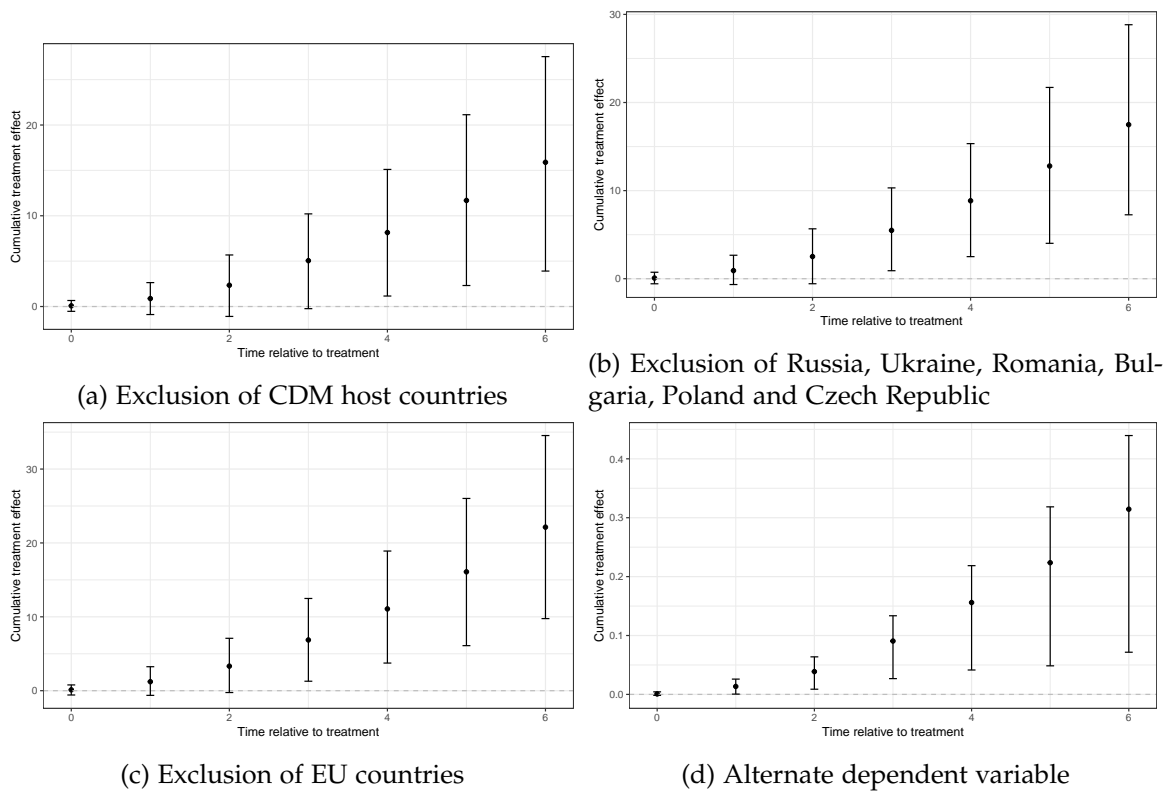 Cumulative treatment effect
20
10
0
0
2
4
6
Time relative to treatment
(a) Exclusion of CDM host countries
Cumulative treatment effect
30
20
10
0
0
2
4
6
Time relative to treatment
(b) Exclusion of Russia, Ukraine, Romania, Bul-
garia, Poland and Czech Republic
Cumulative treatment effect
30
20
10
0
0
2
4
6
Time relative to treatment
(c) Exclusion of EU countries
Cumulative treatment effect
0.4
0.3
0.2
0.1
0.0
0
2
4
6
Time relative to treatment
(d) Alternate dependent variable